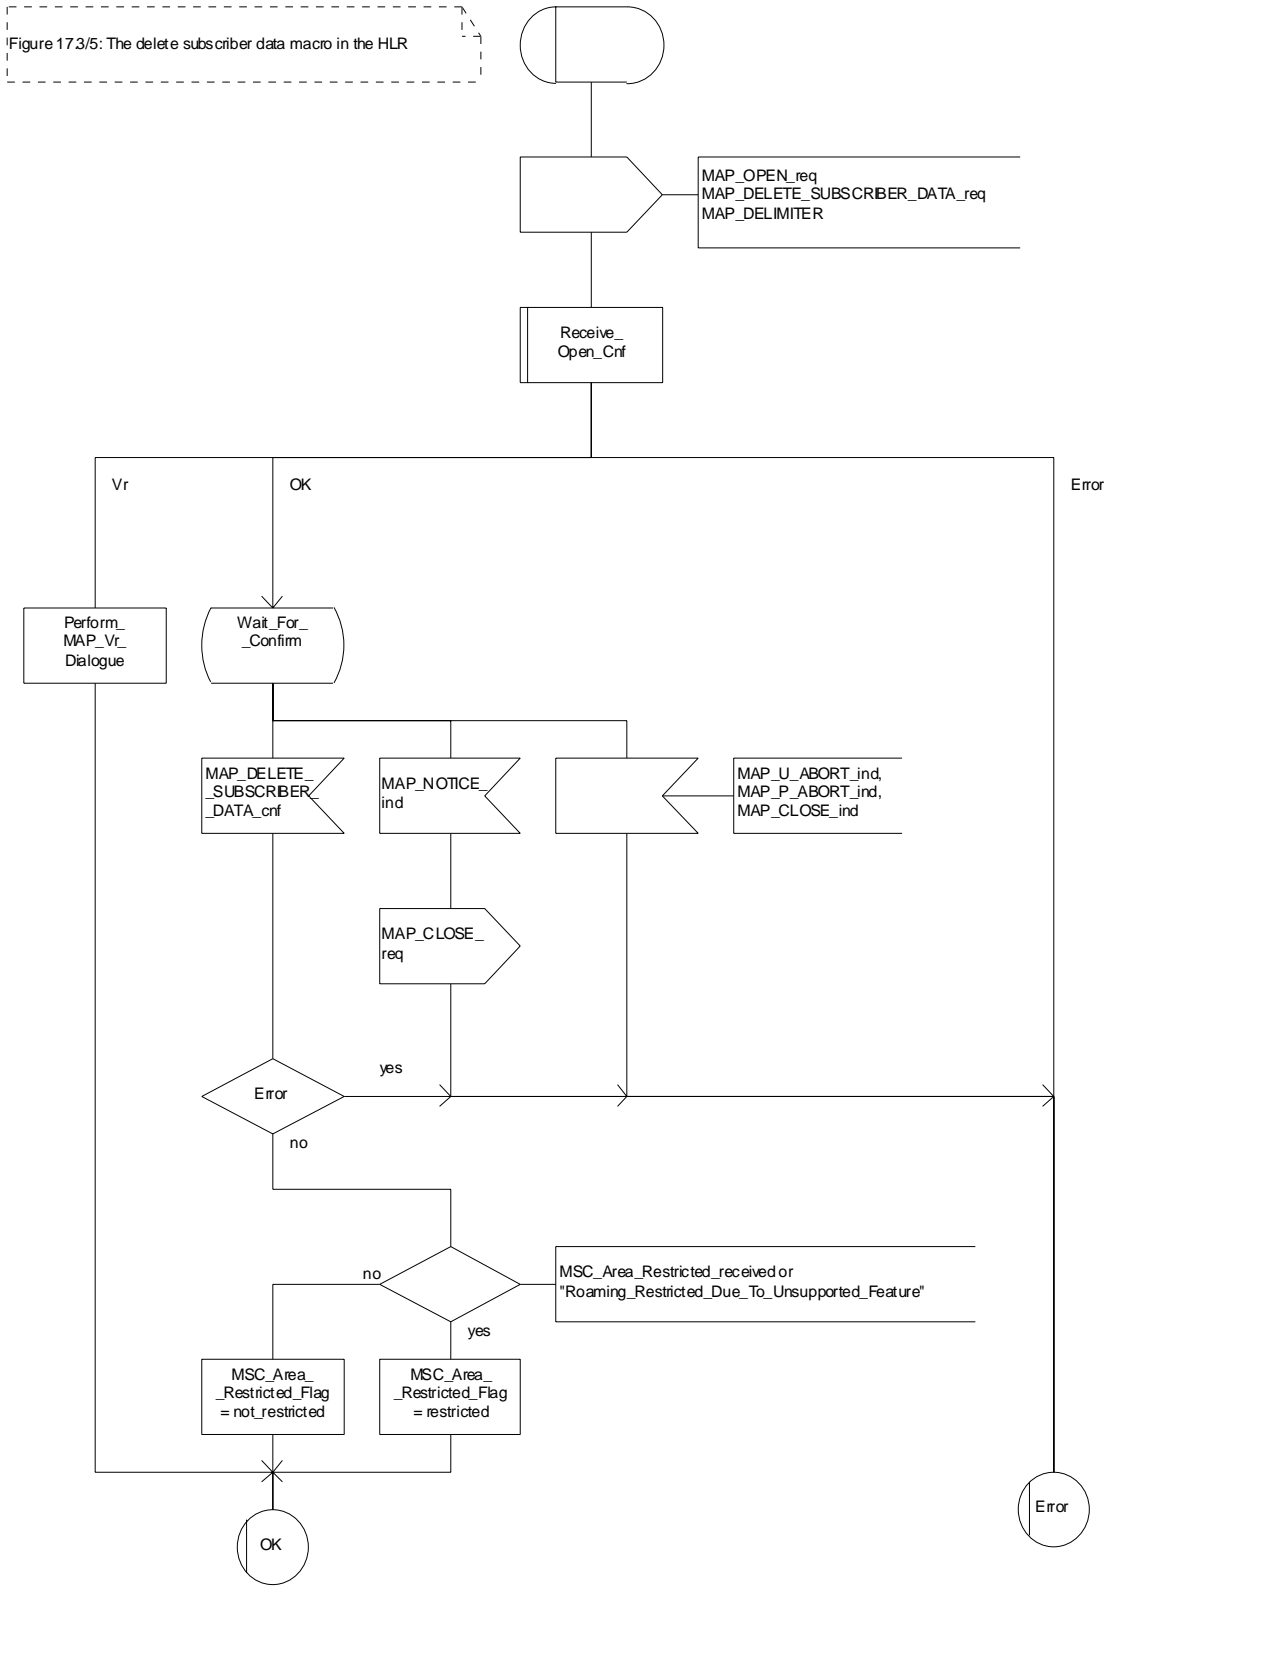 Figure 17.3/5: The delete subscriber data macro in the HLR
MAP_OPEN_req
MAP_DELETE_SUBSCRIBER_DATA_req
MAP_DELIMITER
Receive_
Open_Cnf
Vr
OK
Error
Perform_
MAP_Vr_
Dialogue
Wait_For_
_Confirm
MAP_DELETE_
_SUBSCRIBER_
_DATA_cnf
MAP_NOTICE_
ind
MAP_U_ABORT_ind,
MAP_P_ABORT_ind,
MAP_CLOSE_ind
MAP_CLOSE_
req
yes
Error
no
no
MSC_Area_Restricted_received or
"Roaming_Restricted_Due_To_Unsupported_Feature"
yes
MSC_Area_
_Restricted_Flag
= not_restricted
MSC_Area_
_Restricted_Flag
= restricted
Error
OK